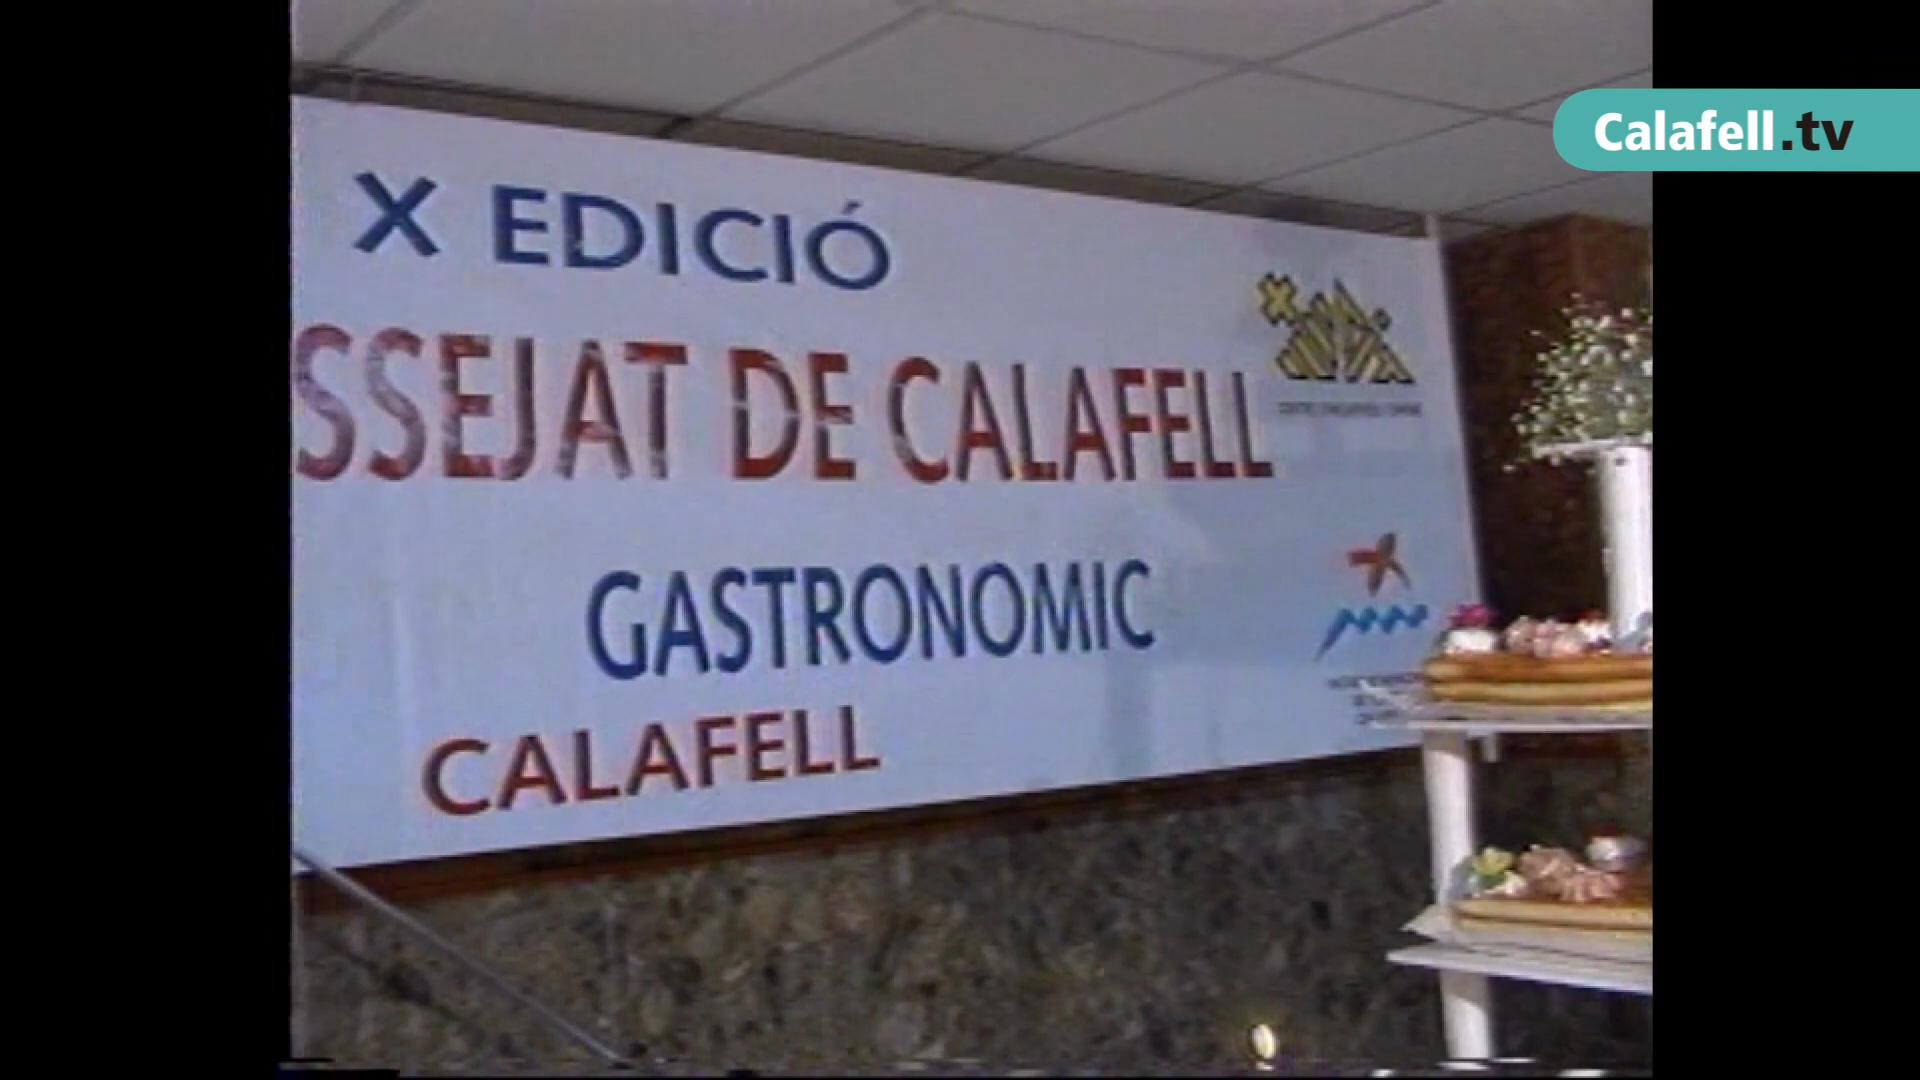 Calafell.tv
X EDICIÓ
SSEJAT DE CALAFELL
GASTRONOMIC
CALAFELL